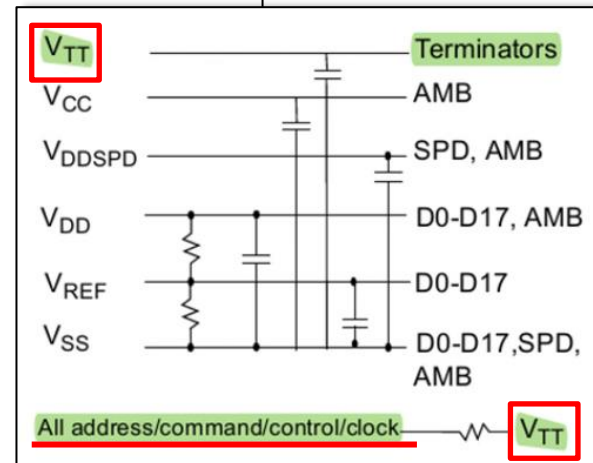 VTT Terminators
VCC AMB
VDDSPD SPD, AMB
VDD D0-D17, AMB
VREF D0-D17
VSS D0-D17,SPD,
AMB
All address/command/control/clock VTT